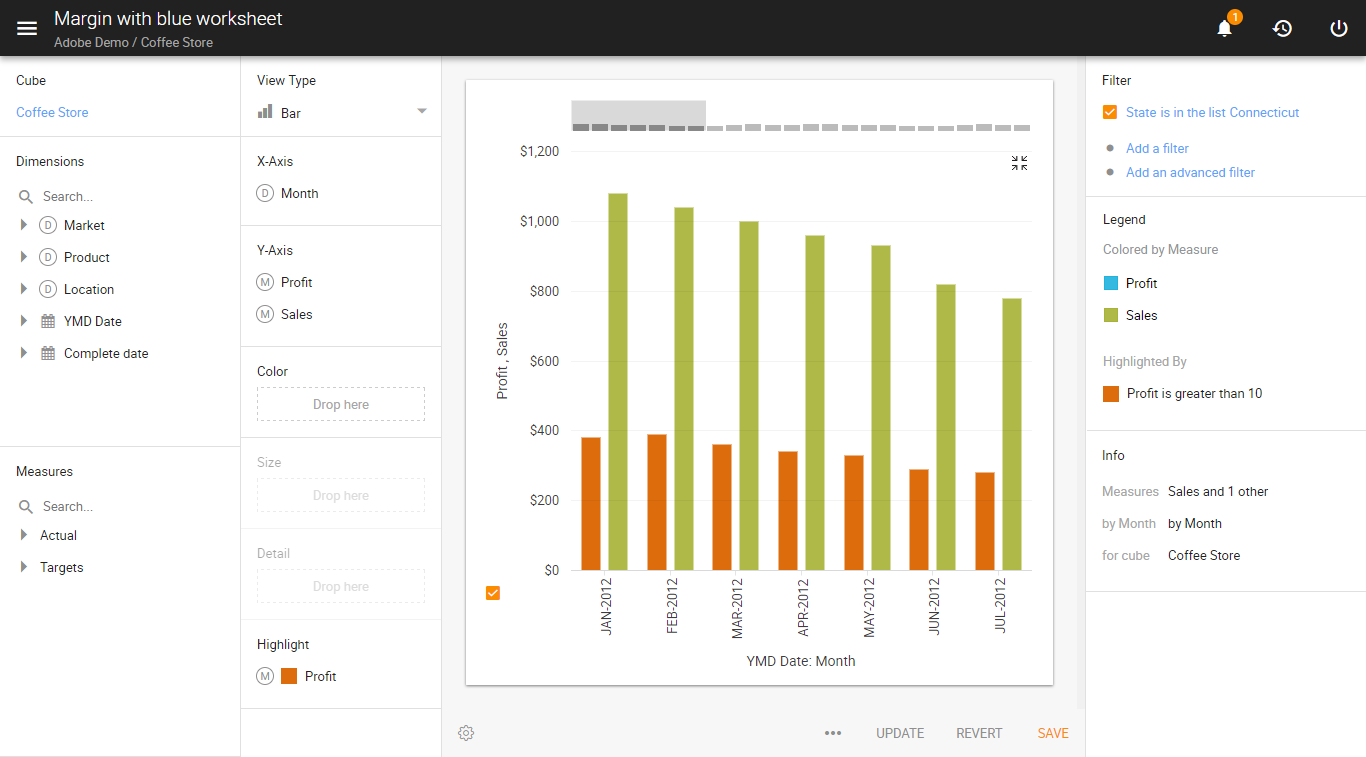 Margin with blue worksheet
Adobe Demo / Coffee Store
1
Cube
Coffee Store
Dimensions
Search...
D Market
D Product
D Location
YMD Date
Complete date
Measures
Search...
Actual
Targets
View Type
Bar
X-Axis
D Month
Y-Axis
M Profit
M Sales
Color
Drop here
Size
Drop here
Detail
Drop here
Highlight
M Profit
$1,200
$1,000
$800
$600
$400
$200
$0
Profit , Sales
JAN-2012
FEB-2012
MAR-2012
APR-2012
MAY-2012
JUN-2012
JUL-2012
YMD Date: Month
UPDATE
REVERT
SAVE
Filter
State is in the list Connecticut
Add a filter
Add an advanced filter
Legend
Colored by Measure
Profit
Sales
Highlighted By
Profit is greater than 10
Info
Measures Sales and 1 other
by Month by Month
for cube Coffee Store